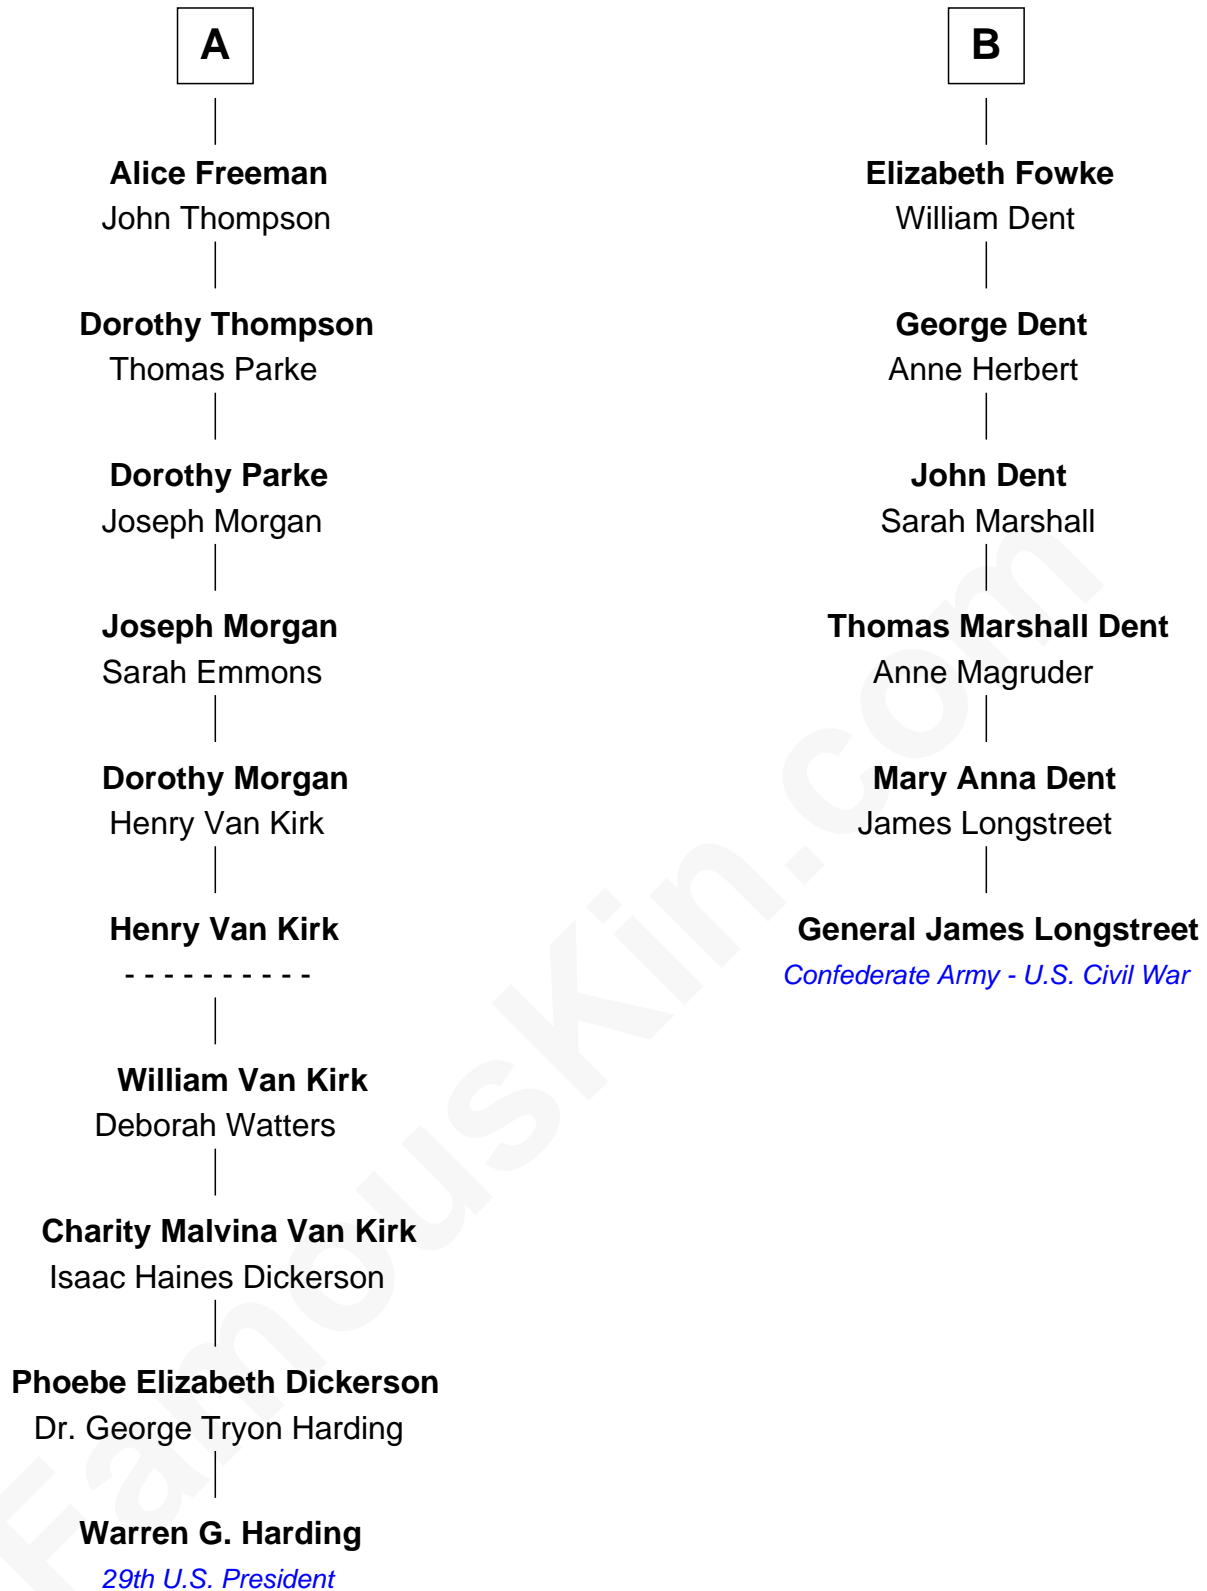 A
Alice Freeman
John Thompson
Dorothy Thompson
Thomas Parke
Dorothy Parke
Joseph Morgan
Joseph Morgan
Sarah Emmons
Dorothy Morgan
Henry Van Kirk
Henry Van Kirk
- - - - - - - - - -
William Van Kirk
Deborah Watters
Charity Malvina Van Kirk
Isaac Haines Dickerson
Phoebe Elizabeth Dickerson
Dr. George Tryon Harding
Warren G. Harding
29th U.S. President
B
Elizabeth Fowke
William Dent
George Dent
Anne Herbert
John Dent
Sarah Marshall
Thomas Marshall Dent
Anne Magruder
Mary Anna Dent
James Longstreet
General James Longstreet
Confederate Army - U.S. Civil War
FamousKin.com